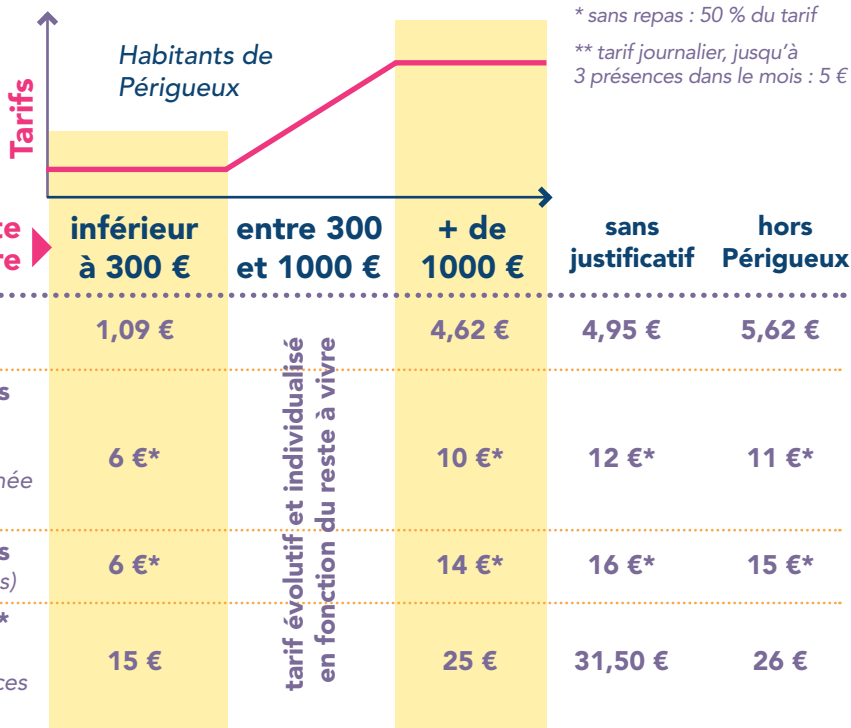 * sans repas : 50 % du tarif
** tarif journalier, jusqu'à
3 présences dans le mois : 5 €
Habitants de
Périgueux
Tarifs
inférieur
à 300 €
entre 300
et 1000 €
+ de
1000 €
sans
justificatif
hors
Périgueux
1,09 €
4,62 €
4,95 €
5,62 €
tarif évolutif et individualisé
en fonction du reste à vivre
6 €*
10 €*
12 €*
11 €*
6 €*
14 €*
16 €*
15 €*
*
15 €
25 €
31,50 €
26 €